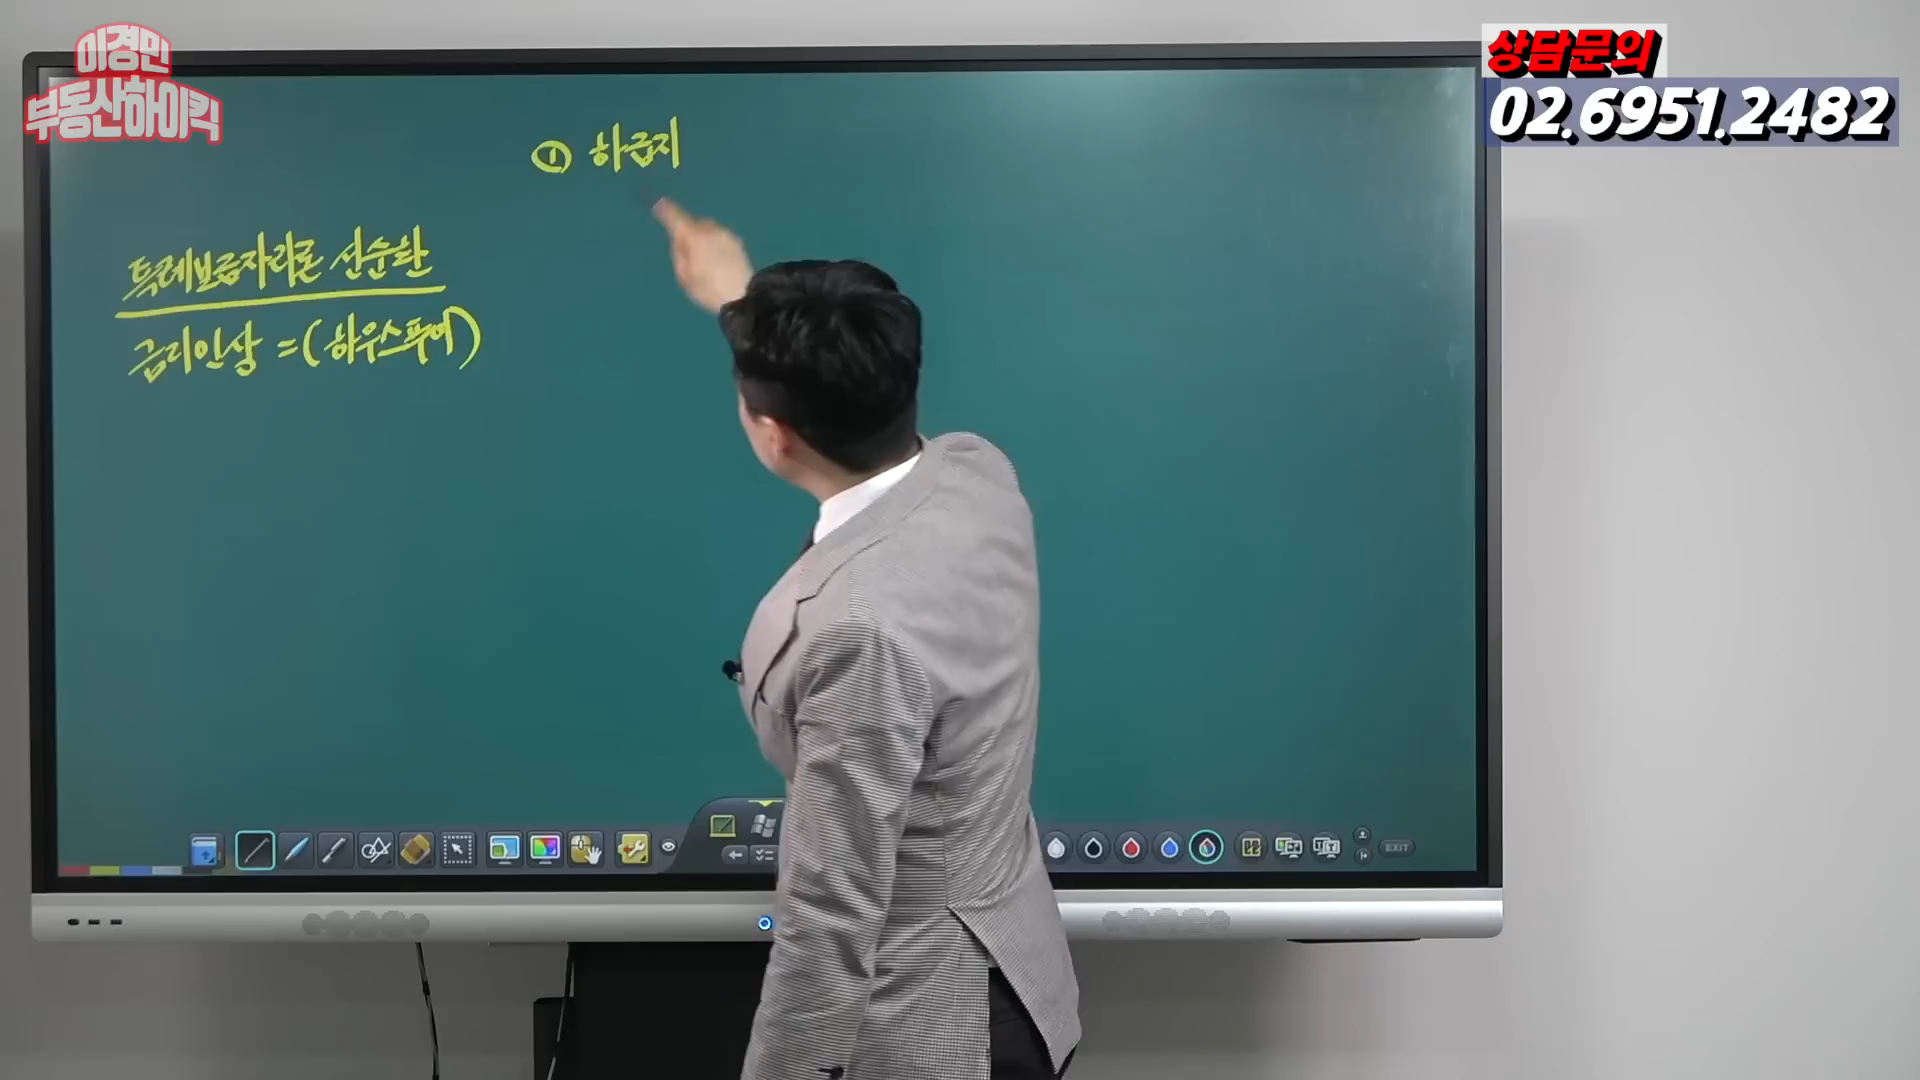 이경민
부동산하이킥
상담문의
02.6951.2482
① 하급지
특례보금자리론 선순환
금리인상 = (하우스푸어)
EXIT